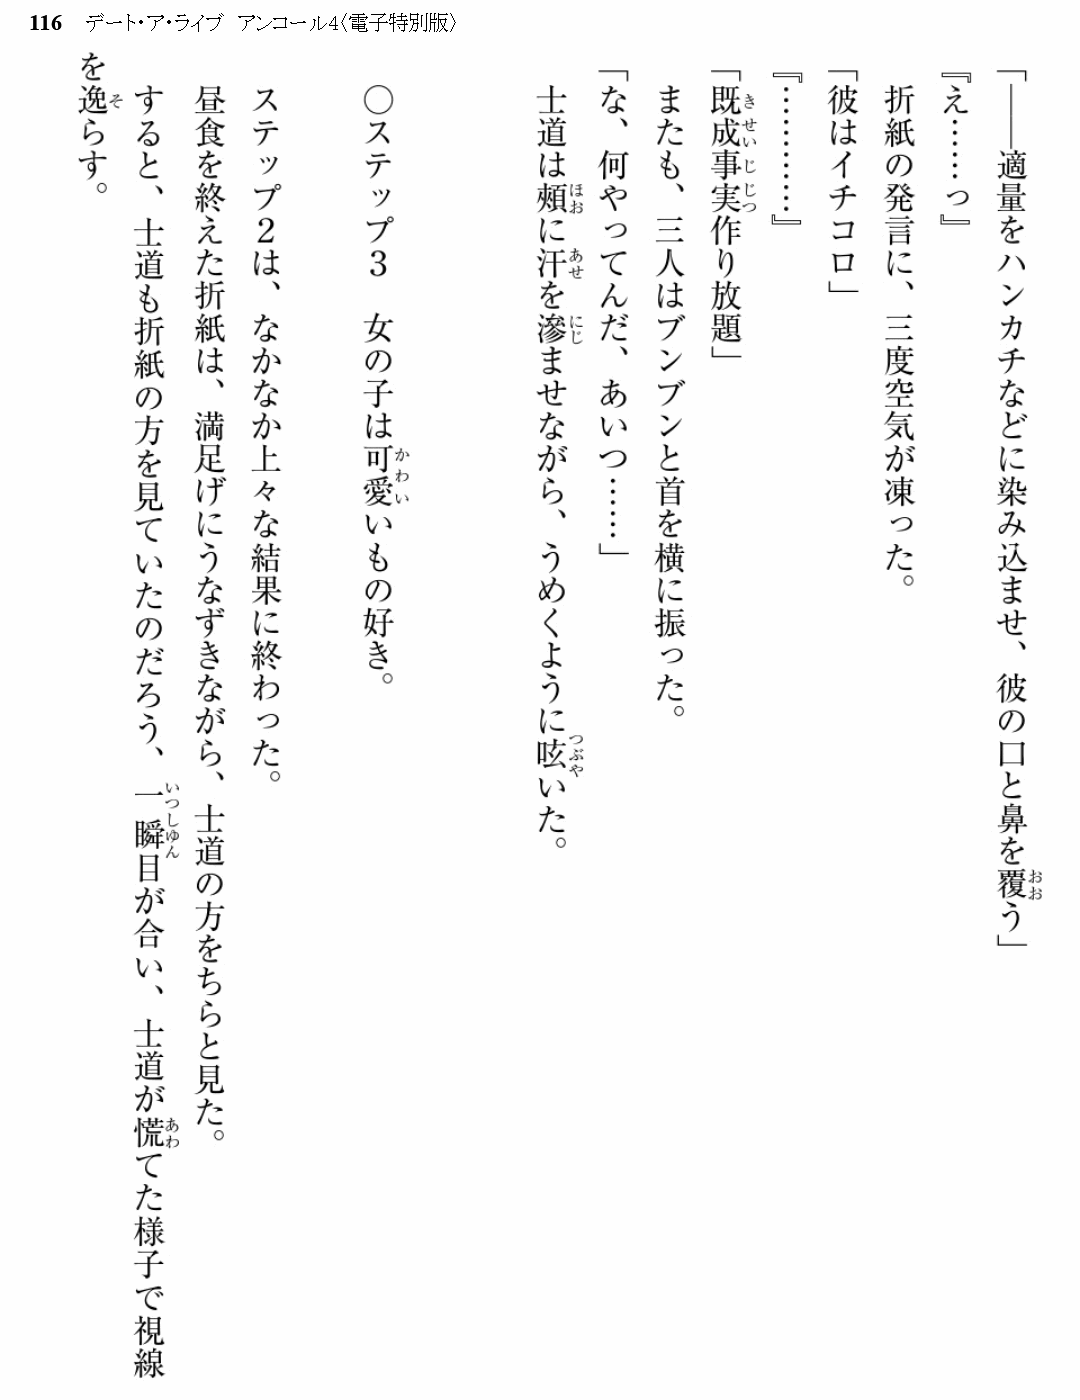 116 デート・ア・ライブ アンコール4〈電子特別版〉
「――適量をハンカチなどに染み込ませ、彼の口と鼻を覆う」
『え……っ』
折紙の発言に、三度空気が凍った。
「彼はイチコロ」
『…………』
「既成事実作り放題」
またも、三人はブンブンと首を横に振った。
「な、何やってんだ、あいつ……」
士道は頰に汗を滲ませながら、うめくように呟いた。
○ステップ３　女の子は可愛いもの好き。
ステップ２は、なかなか上々な結果に終わった。
昼食を終えた折紙は、満足げにうなずきながら、士道の方をちらと見た。
すると、士道も折紙の方を見ていたのだろう、一瞬目が合い、士道が慌てた様子で視線
を逸らす。